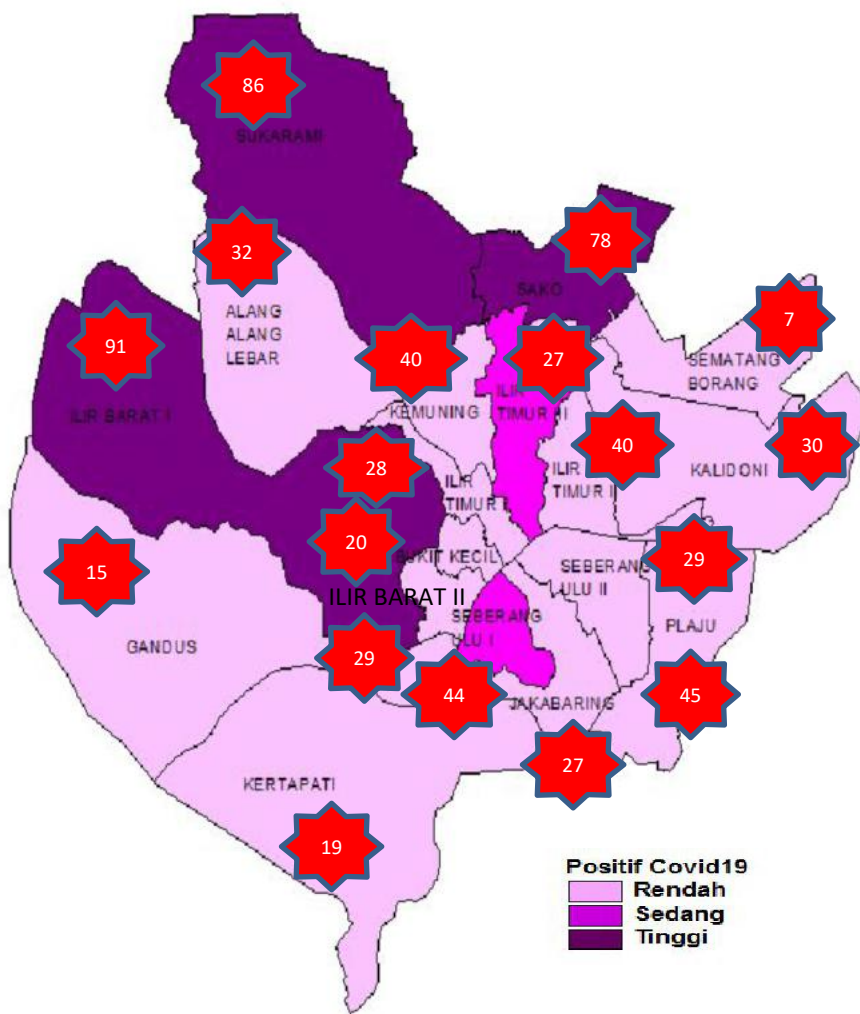 86
SUKARAMI
32
78
SAKO
ALANG
ALANG
LEBAR
7
91
40
27
SEMATANG
BORANG
ILIR BARAT I
KEMUNING
ILIR
TIMUR III
40
30
28
ILIR
TIMUR I
ILIR
TIMUR II
KALIDONI
20
BUKIT KECIL
15
SEBERANG
ULU II
29
ILIR BARAT II
SEBERANG
ULU I
PLAJU
GANDUS
29
44
JAKABARING
45
27
KERTAPATI
19
Positif Covid19
Rendah
Sedang
Tinggi